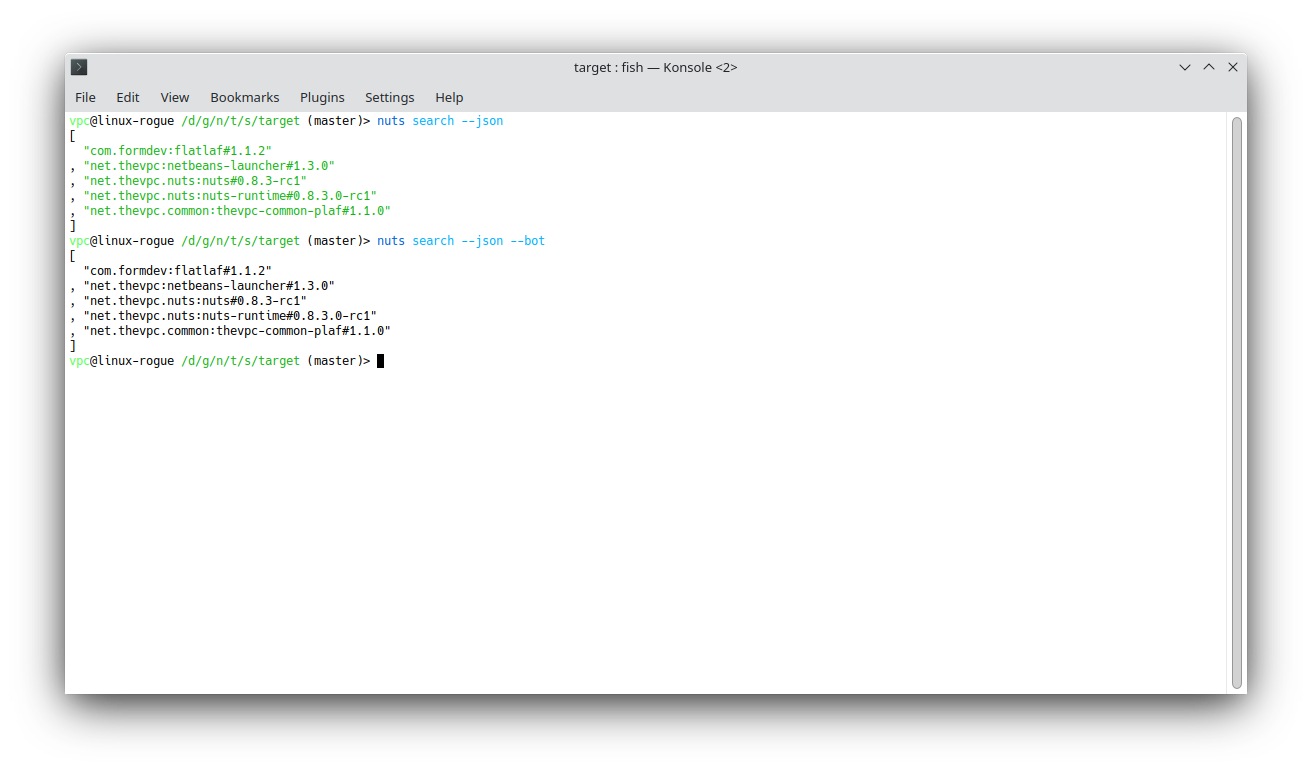 target : fish — Konsole <2>
File Edit View Bookmarks Plugins Settings Help
vpc@linux-rogue /d/g/n/t/s/target (master)> nuts search --json
[
  "com.formdev:flatlaf#1.1.2"
, "net.thevpc:netbeans-launcher#1.3.0"
, "net.thevpc.nuts:nuts#0.8.3-rc1"
, "net.thevpc.nuts:nuts-runtime#0.8.3.0-rc1"
, "net.thevpc.common:thevpc-common-plaf#1.1.0"
]
vpc@linux-rogue /d/g/n/t/s/target (master)> nuts search --json --bot
[
  "com.formdev:flatlaf#1.1.2"
, "net.thevpc:netbeans-launcher#1.3.0"
, "net.thevpc.nuts:nuts#0.8.3-rc1"
, "net.thevpc.nuts:nuts-runtime#0.8.3.0-rc1"
, "net.thevpc.common:thevpc-common-plaf#1.1.0"
]
vpc@linux-rogue /d/g/n/t/s/target (master)>